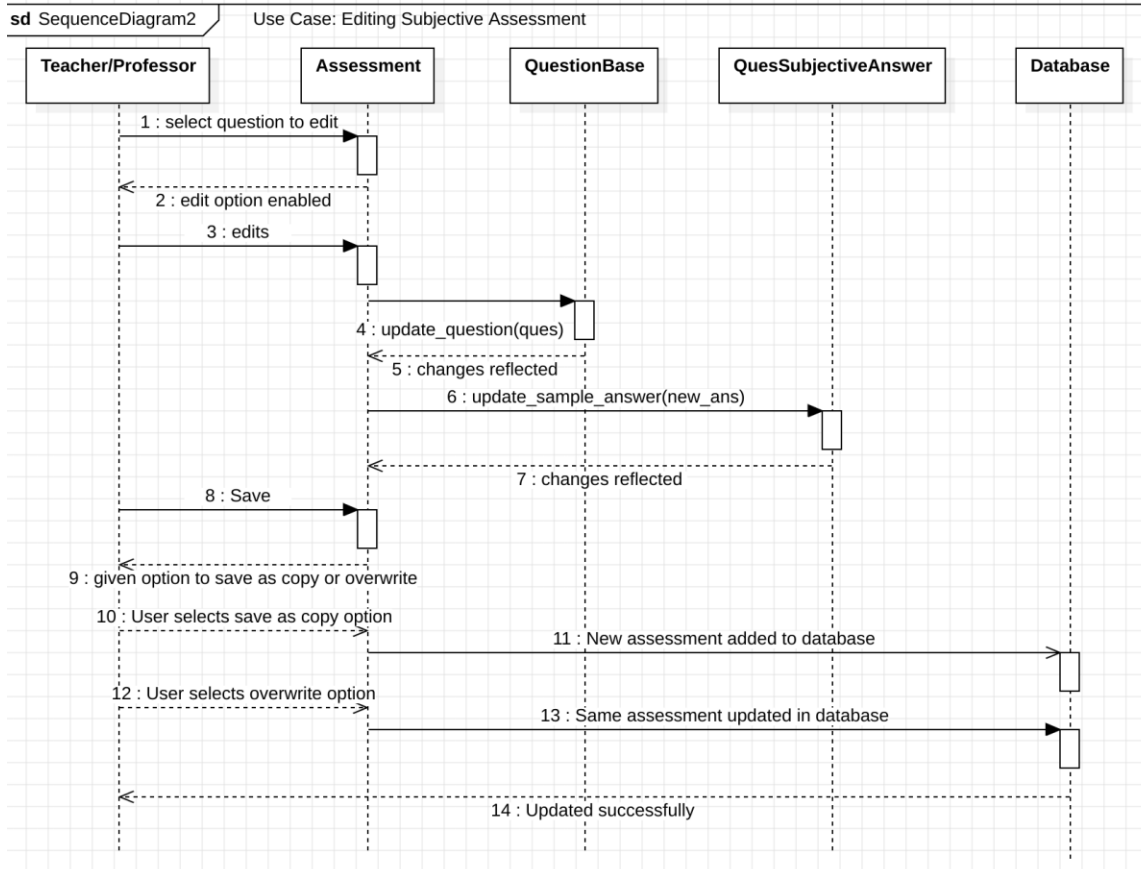 sd SequenceDiagram2
Use Case: Editing Subjective Assessment
Teacher/Professor
Assessment
QuestionBase
QuesSubjectiveAnswer
Database
1 : select question to edit
2 : edit option enabled
3 : edits
4 : update_question(ques)
5 : changes reflected
6 : update_sample_answer(new_ans)
7 : changes reflected
8 : Save
9 : given option to save as copy or overwrite
10 : User selects save as copy option
11 : New assessment added to database
12 : User selects overwrite option
13 : Same assessment updated in database
14 : Updated successfully